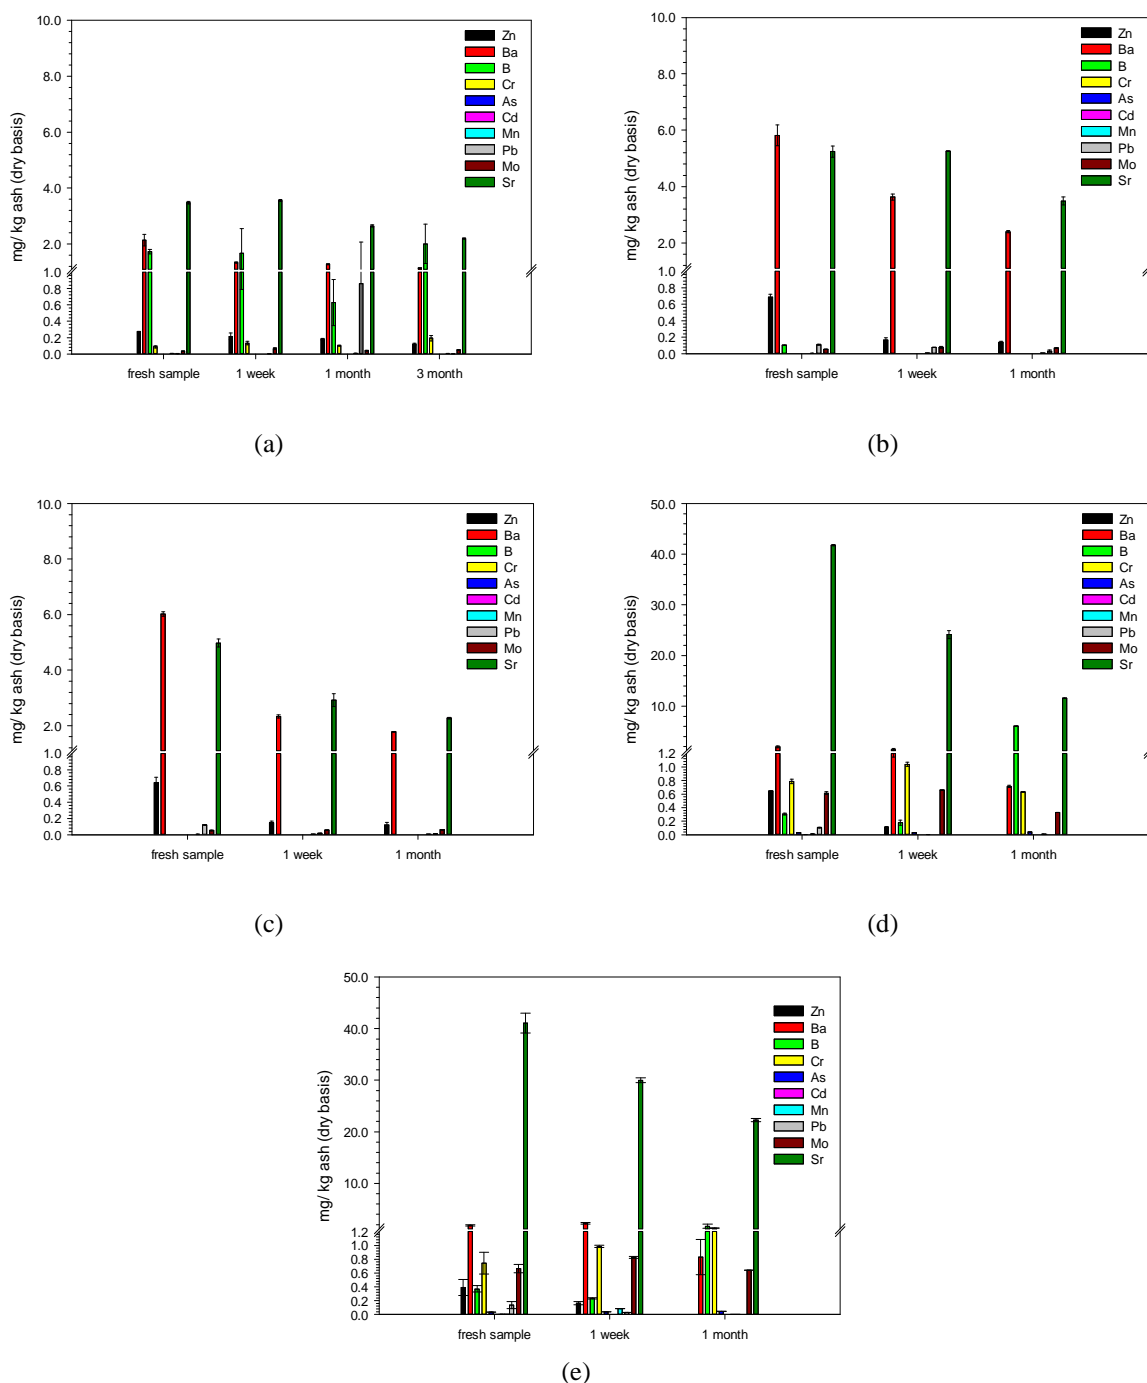 mg/ kg ash (dry basis)
10.0
8.0
6.0
4.0
2.0
1.0
0.8
0.6
0.4
0.2
0.0
Zn
Ba
B
Cr
As
Cd
Mn
Pb
Mo
Sr
fresh sample 1 week 1 month 3 month
(a)
mg/ kg ash (dry basis)
10.0
8.0
6.0
4.0
2.0
1.0
0.8
0.6
0.4
0.2
0.0
Zn
Ba
B
Cr
As
Cd
Mn
Pb
Mo
Sr
fresh sample 1 week 1 month
(b)
mg/ kg ash (dry basis)
10.0
8.0
6.0
4.0
2.0
1.0
0.8
0.6
0.4
0.2
0.0
Zn
Ba
B
Cr
As
Cd
Mn
Pb
Mo
Sr
fresh sample 1 week 1 month
(c)
mg/ kg ash (dry basis)
50.0
40.0
30.0
20.0
10.0
1.2
1.0
0.8
0.6
0.4
0.2
0.0
Zn
Ba
B
Cr
As
Cd
Mn
Pb
Mo
Sr
fresh sample 1 week 1 month
(d)
mg/ kg ash (dry basis)
50.0
40.0
30.0
20.0
10.0
1.2
1.0
0.8
0.6
0.4
0.2
0.0
Zn
Ba
B
Cr
As
Cd
Mn
Pb
Mo
Sr
fresh sample 1 week 1 month
(e)